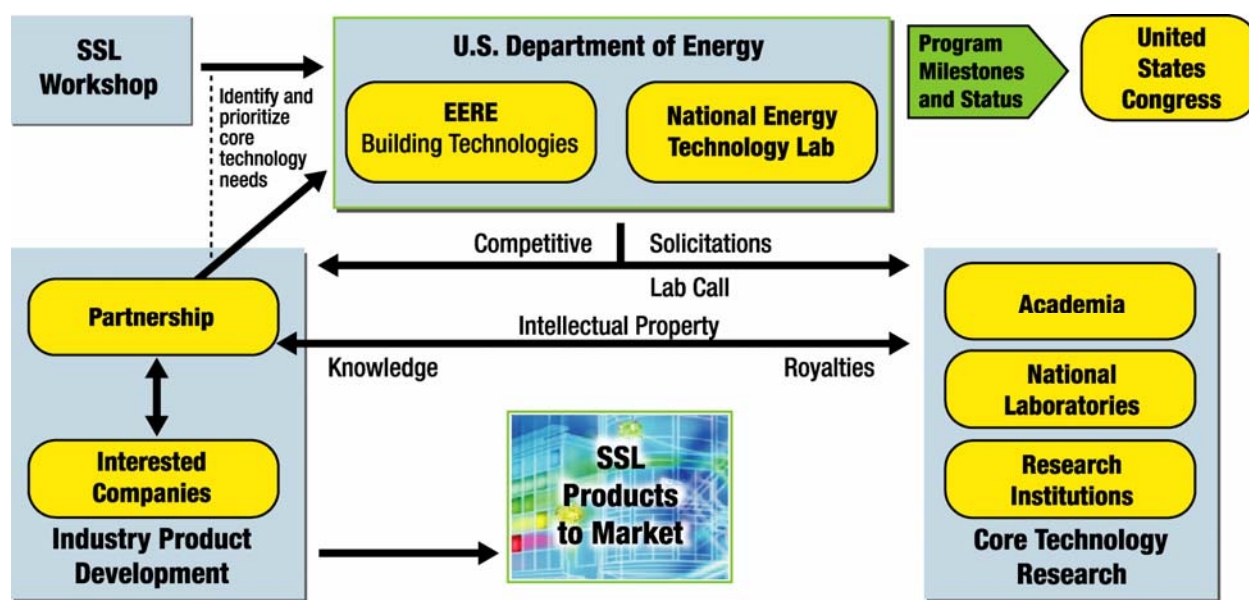 SSL
Workshop
Identify and
prioritize
core
technology
needs
U.S. Department of Energy
EERE
Building Technologies
National Energy
Technology Lab
Program
Milestones
and Status
United
States
Congress
Competitive Solicitations
Lab Call
Intellectual Property
Knowledge Royalties
Partnership
Interested
Companies
Industry Product
Development
SSL
Products
to Market
Academia
National
Laboratories
Research
Institutions
Core Technology
Research